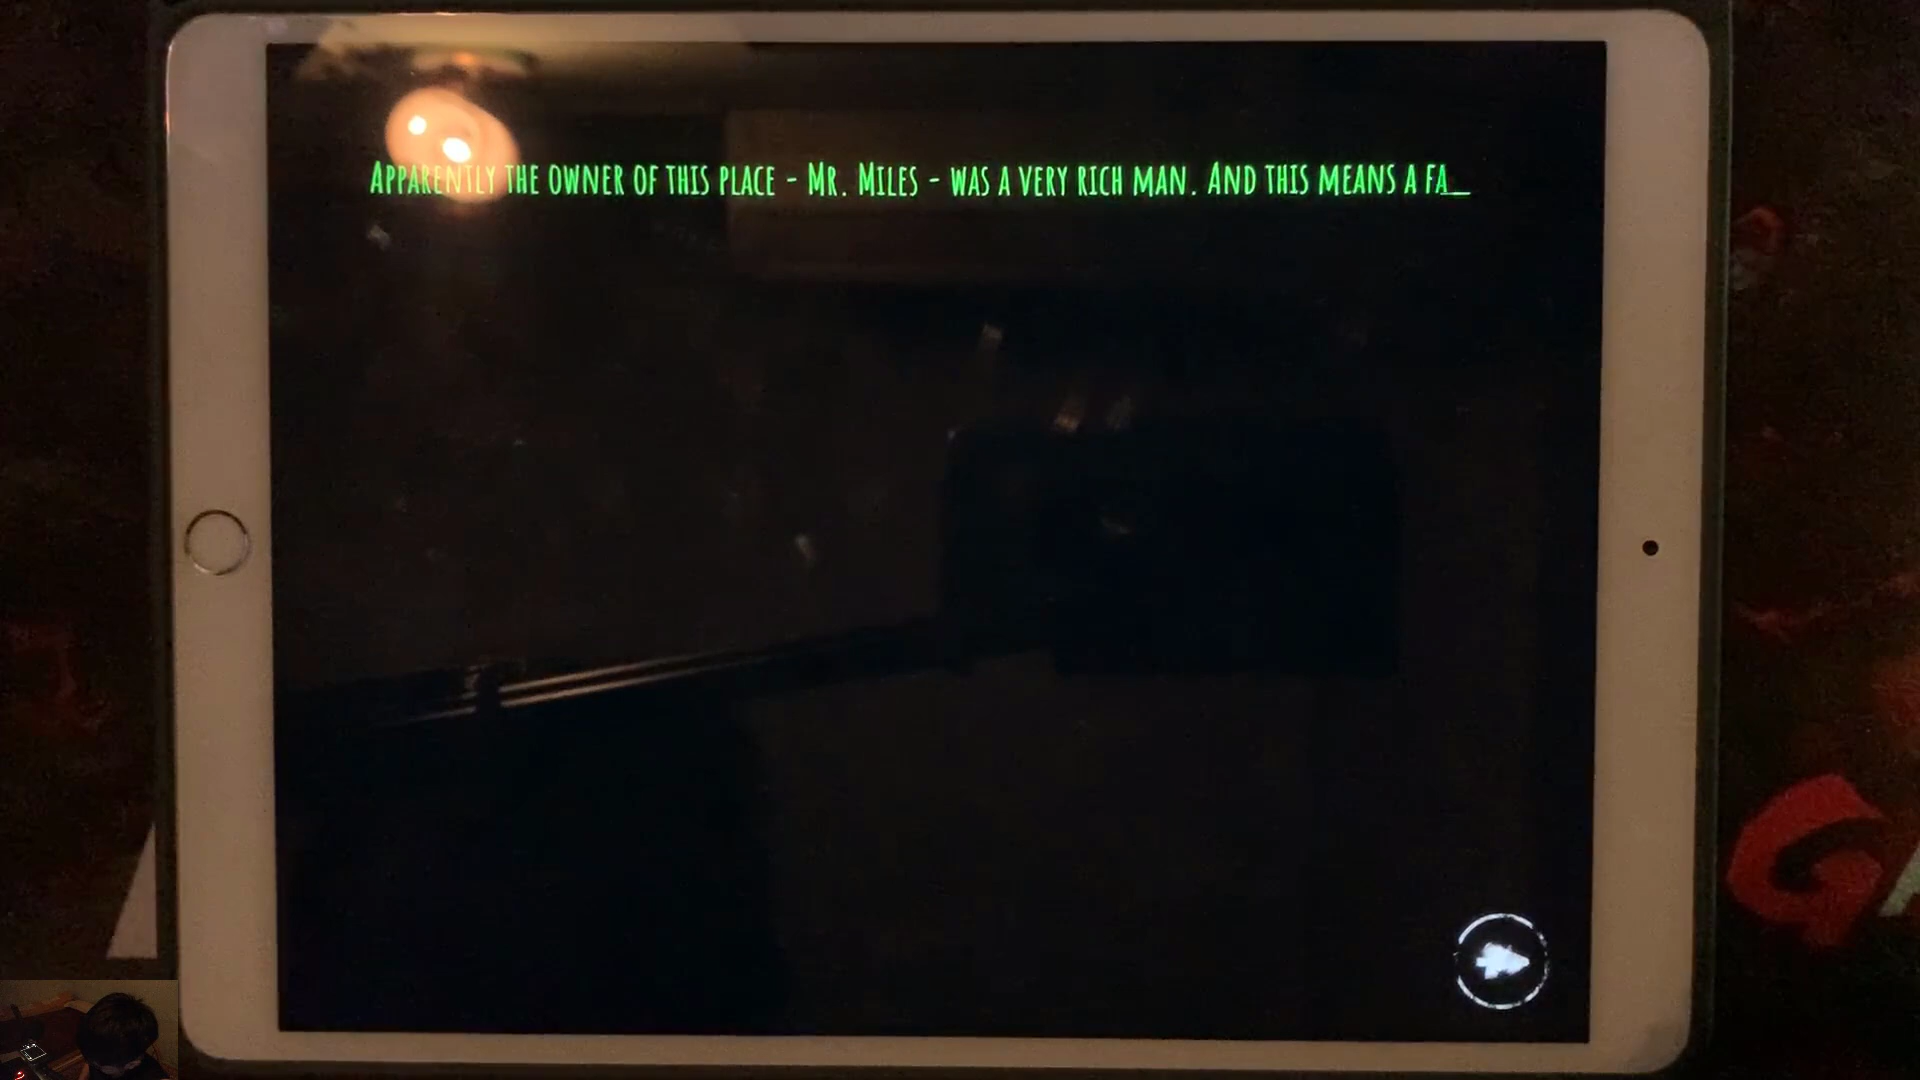 Apparently the owner of this place - Mr. Miles - was a very rich man. And this means a fa_